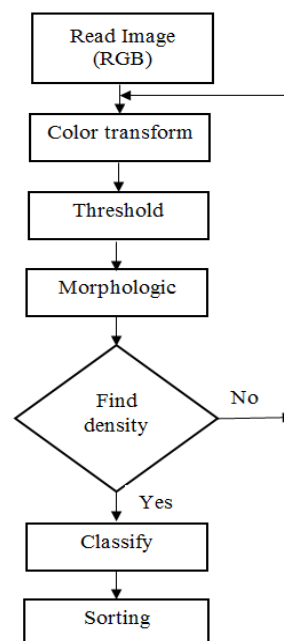 Read Image
(RGB)
Color transform
Threshold
Morphologic
Find
density
No
Yes
Classify
Sorting